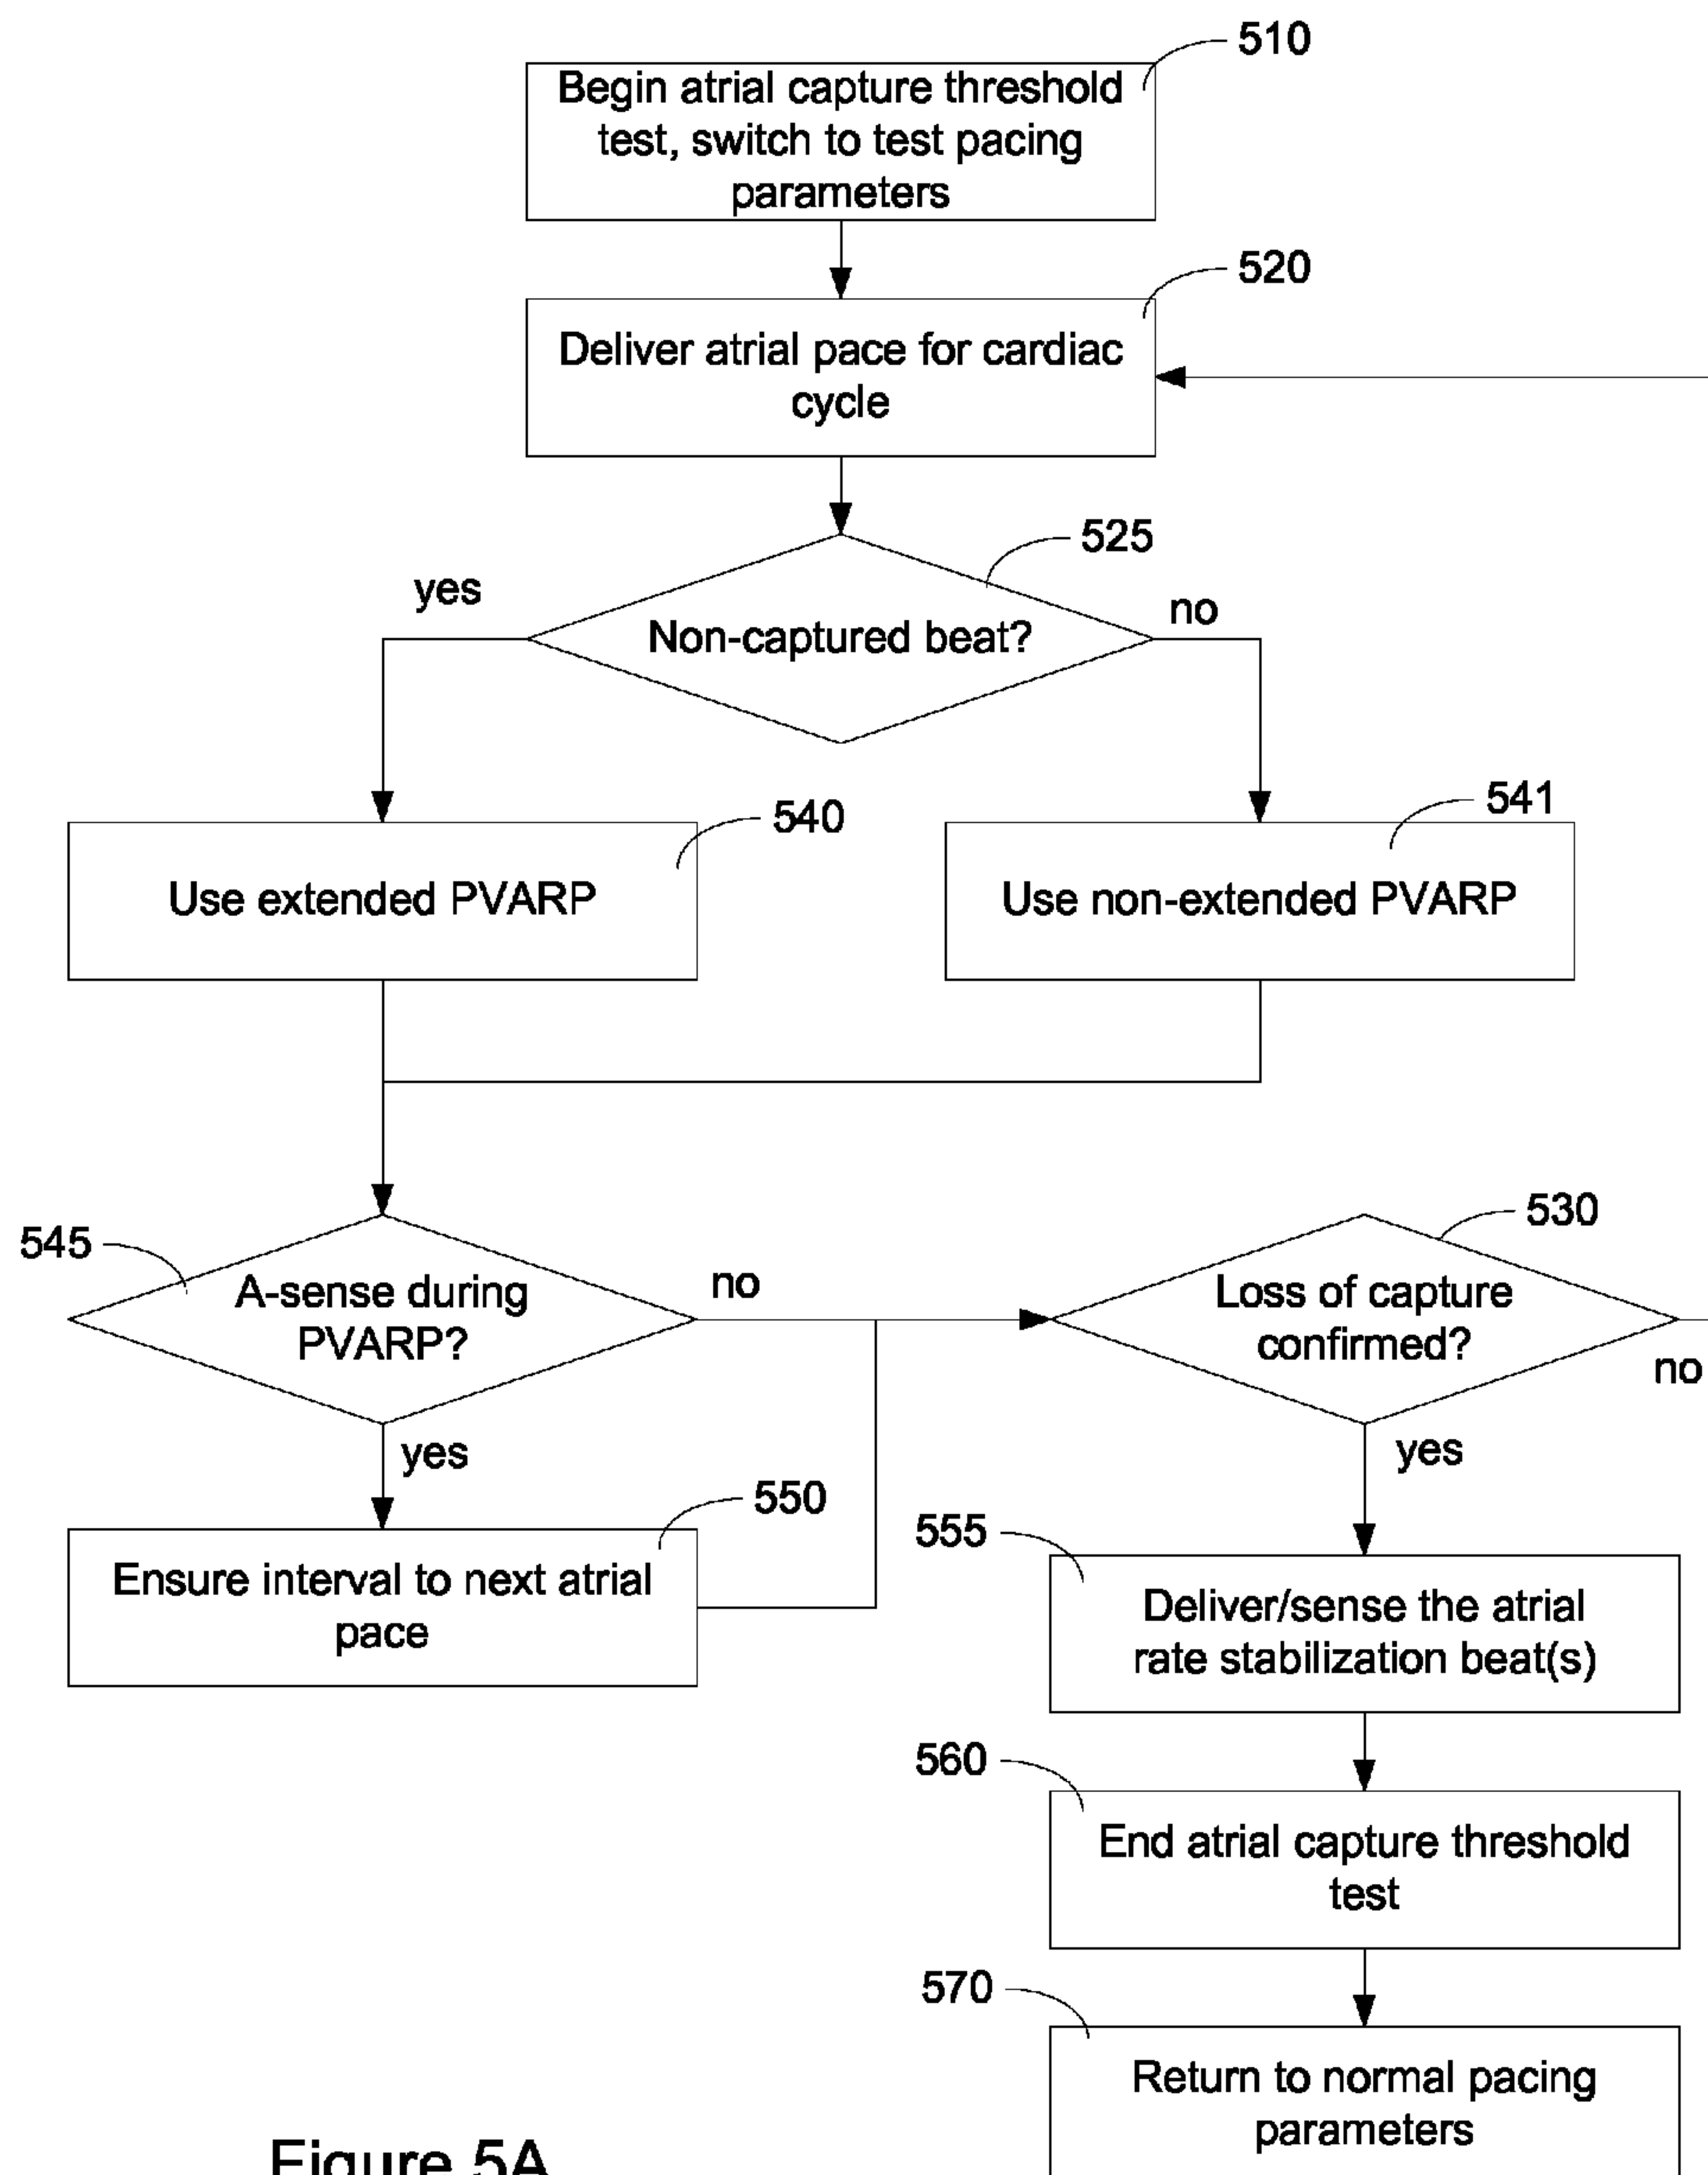 510
Begin atrial capture threshold
test, switch to test pacing
parameters
520
Deliver atrial pace for cardiac
cycle
525
yes
no
Non-captured beat?
540
541
Use extended PVARP
Use non-extended PVARP
545
530
A-sense during
PVARP?
no
Loss of capture
confirmed?
no
yes
yes
550
555
Ensure interval to next atrial
pace
Deliver/sense the atrial
rate stabilization beat(s)
560
End atrial capture threshold
test
570
Return to normal pacing
parameters
Figure 5A